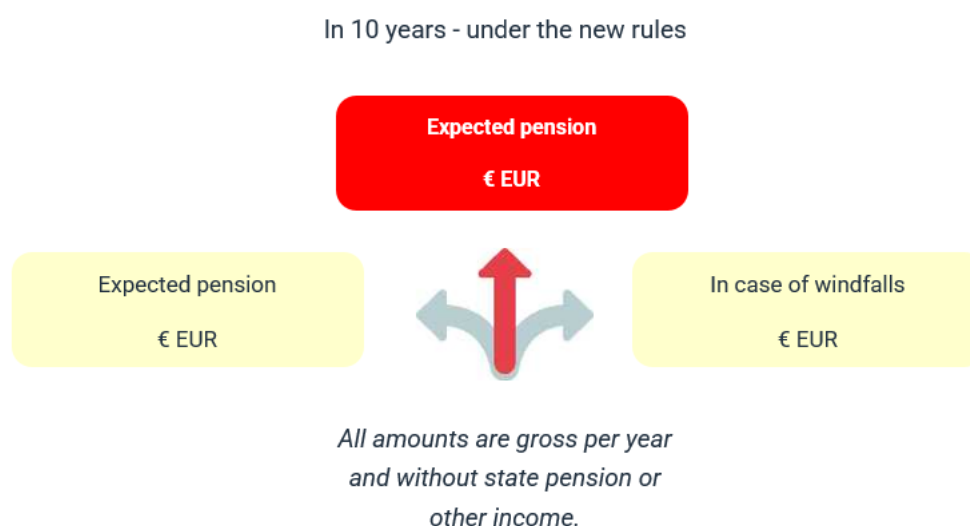 In 10 years - under the new rules
Expected pension
€ EUR
Expected pension
€ EUR
In case of windfalls
€ EUR
All amounts are gross per year
and without state pension or
other income.